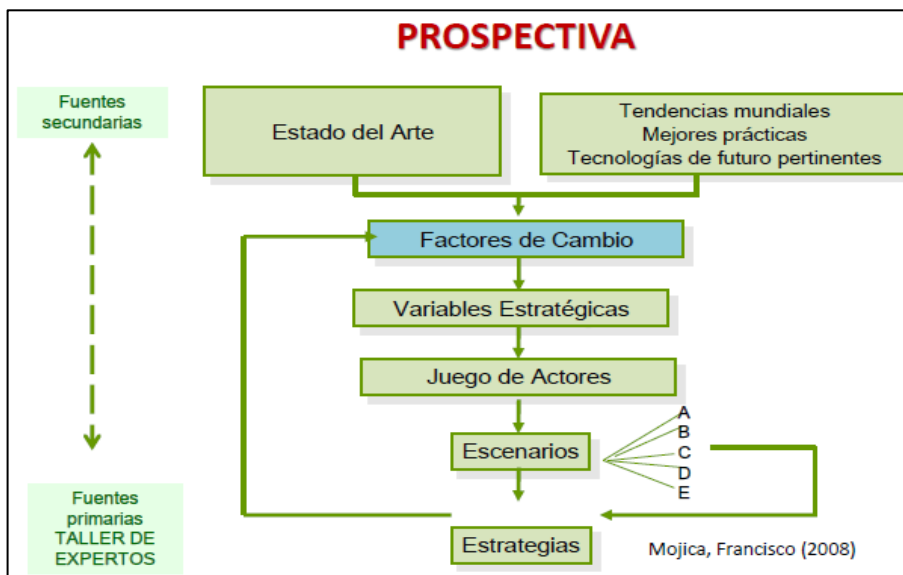 PROSPECTIVA
Fuentes
secundarias
Estado del Arte
Tendencias mundiales
Mejores prácticas
Tecnologías de futuro pertinentes
Factores de Cambio
Variables Estratégicas
Juego de Actores
Escenarios
A
B
C
D
E
Fuentes
primarias
TALLER DE
EXPERTOS
Estrategias
Mojica, Francisco (2008)